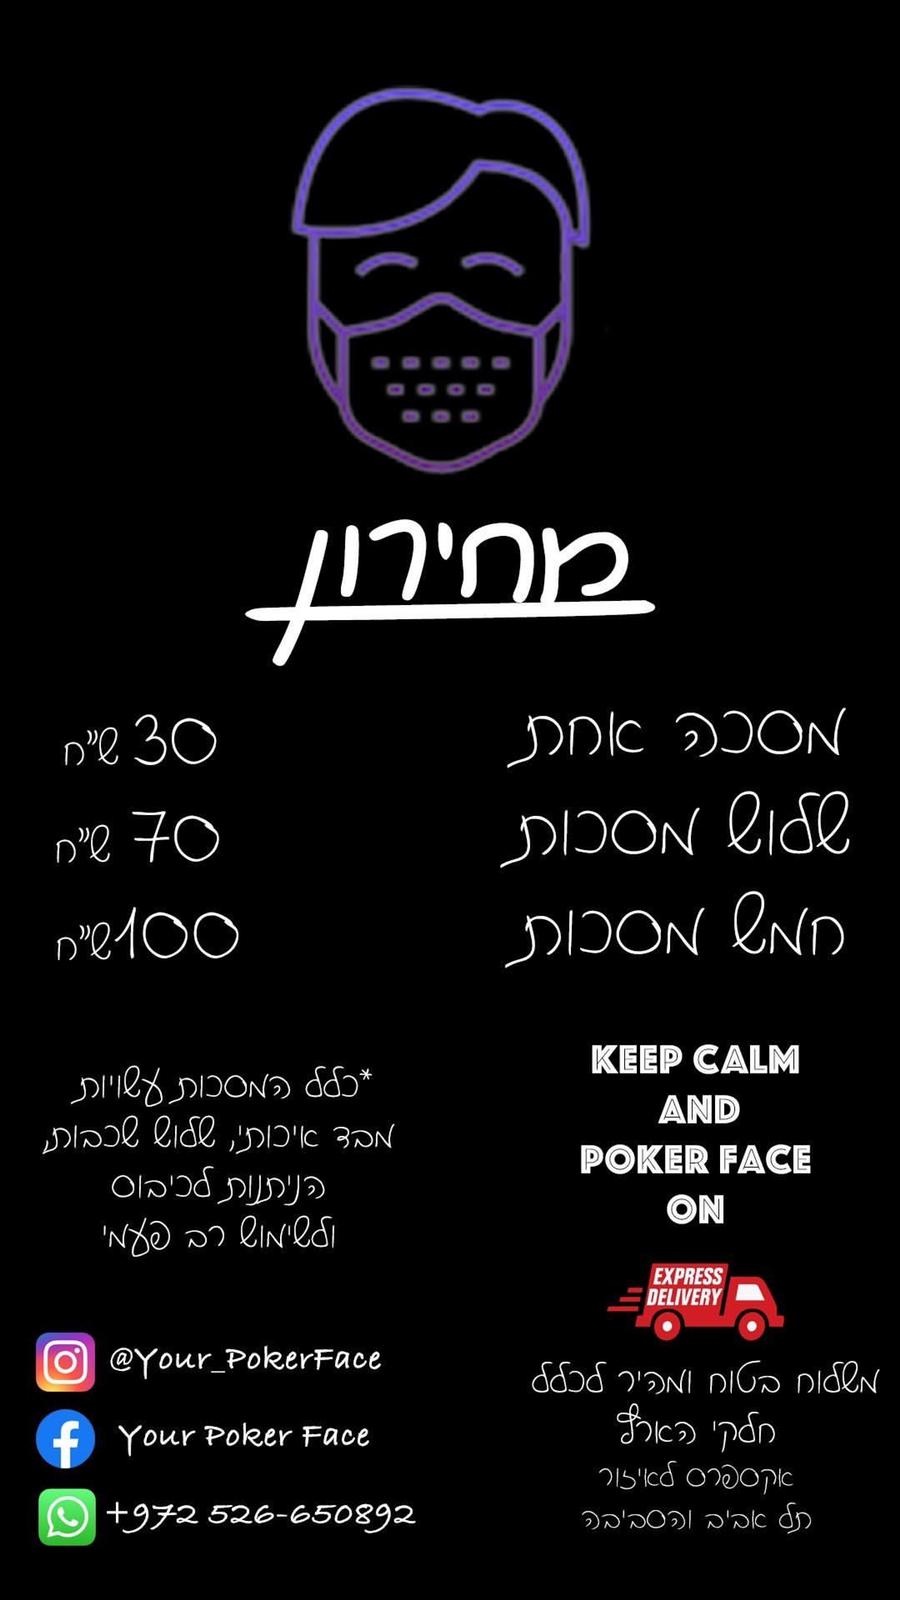 מחירון
מסכה אחת 30 ש"ח
שלוש מסכות 70 ש"ח
חמש מסכות 100 ש"ח
KEEP CALM
AND
POKER FACE
ON
*כלל המסכות עשויות
מבד איכותי, שלוש שכבות,
הניתנות לכיבוס
ולשימוש רב פעמי
EXPRESS
DELIVERY
משלוח בטוח ומהיר לכלל
חלקי הארץ
אקספרס לאיזור
תל אביב והסביבה
@Your_PokerFace
Your Poker Face
+972 526-650892